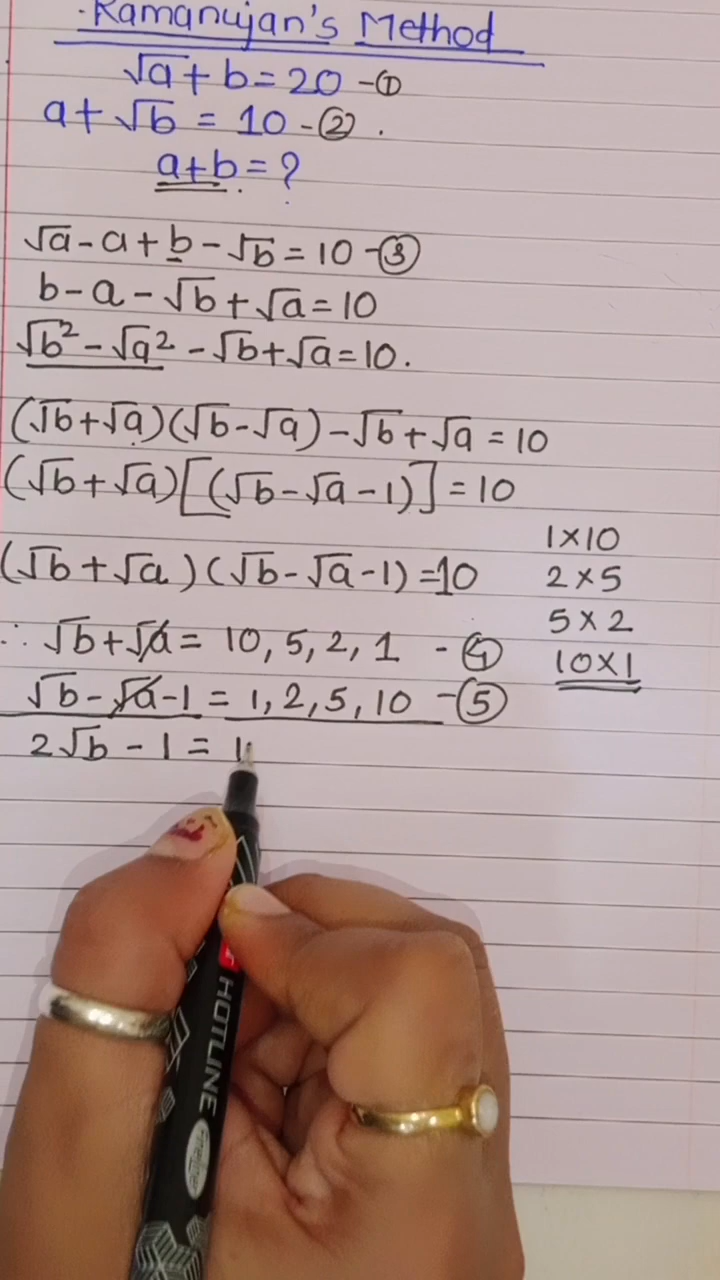 .Ramanujan's Method
√a + b = 20 -①
a + √b = 10 -② .
a+b = ?
√a - a + b - √b = 10 -③
b - a - √b + √a = 10
√b² - √a² - √b + √a = 10.
(√b + √a)(√b - √a) - √b + √a = 10
(√b + √a)[(√b - √a - 1)] = 10
(√b + √a)(√b - √a - 1) = 10
1 × 10
2 × 5
5 × 2
10 × 1
∴ √b + √a = 10, 5, 2, 1 - ④
√b - √a - 1 = 1, 2, 5, 10 - ⑤
2√b - 1 = 1
HOTLINE